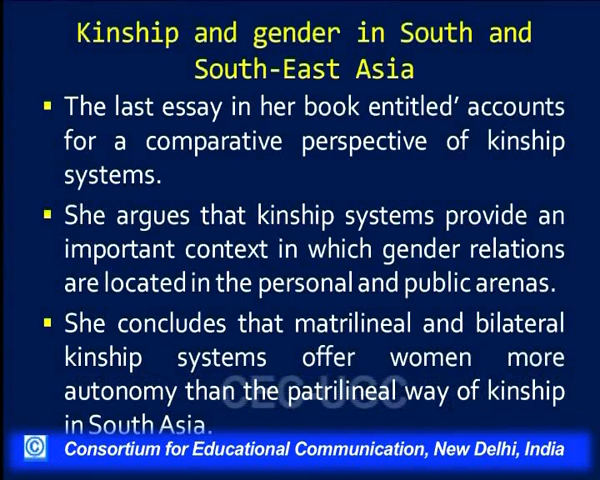 Kinship and gender in South and
South-East Asia
▪ The last essay in her book entitled’ accounts
for a comparative perspective of kinship
systems.
▪ She argues that kinship systems provide an
important context in which gender relations
are located in the personal and public arenas.
▪ She concludes that matrilineal and bilateral
kinship systems offer women more
autonomy than the patrilineal way of kinship
in South Asia.
CEC-UGC
© Consortium for Educational Communication, New Delhi, India